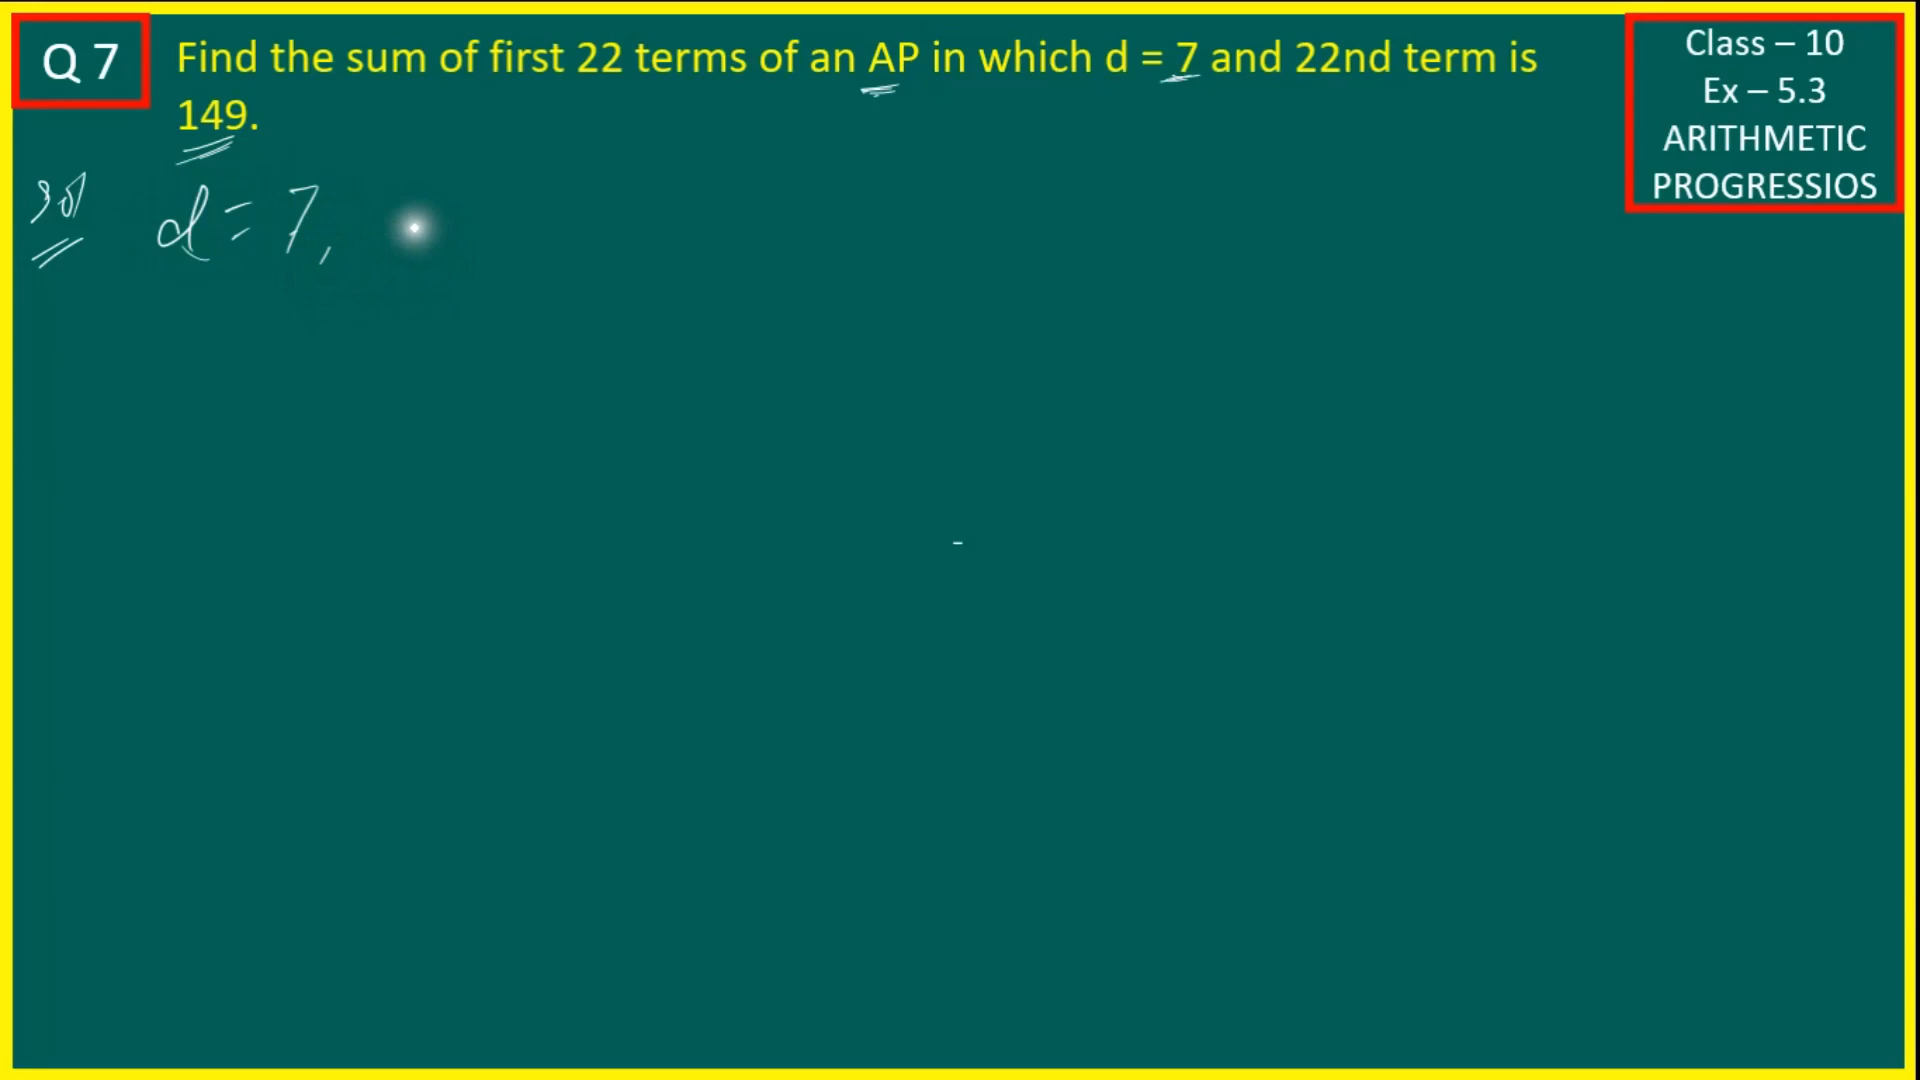 Q 7
Find the sum of first 22 terms of an AP in which d = 7 and 22nd term is
149.
Class – 10
Ex – 5.3
ARITHMETIC
PROGRESSIOS
Sol
d = 7,